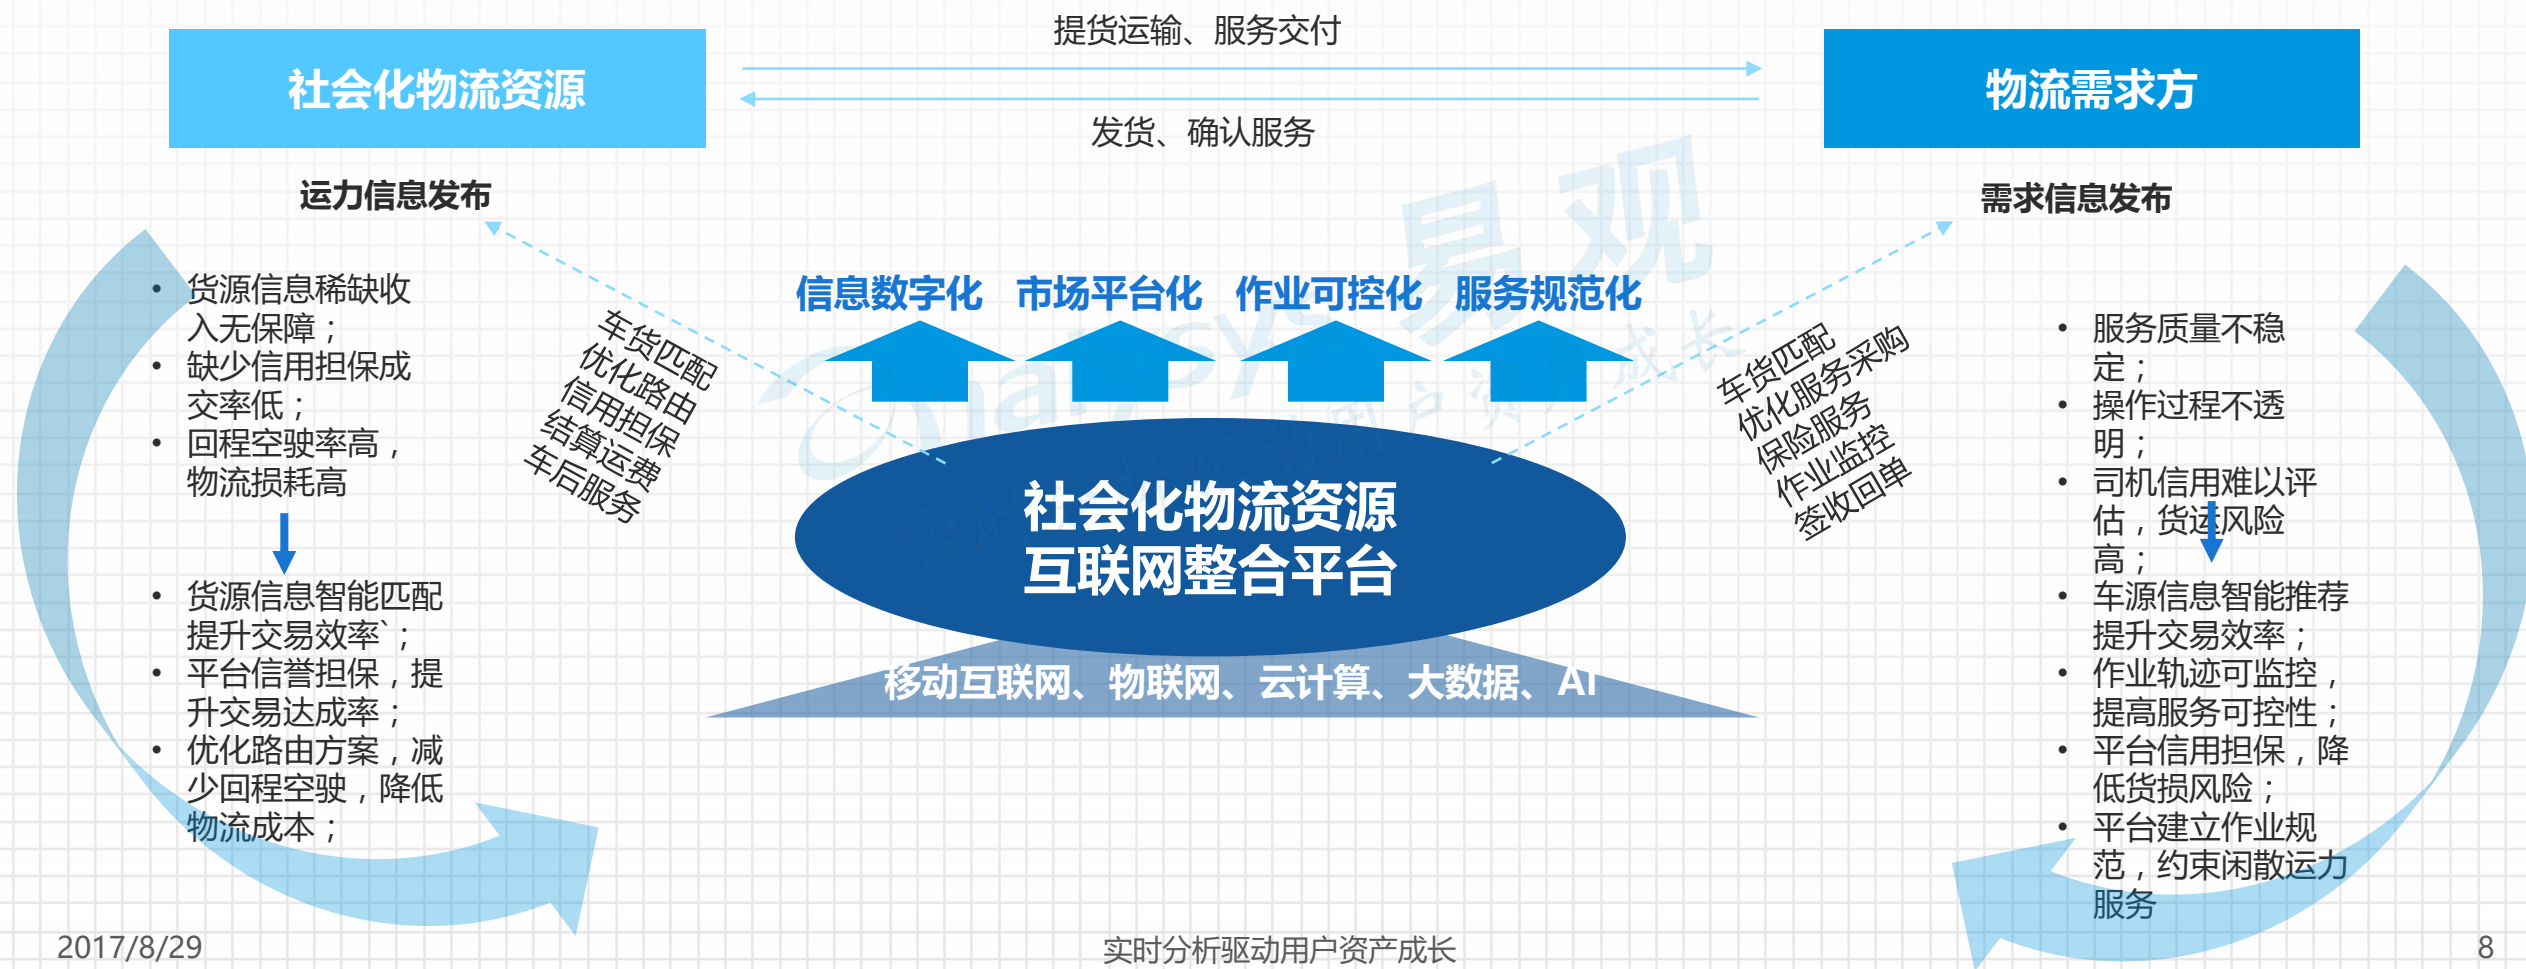 提货运输、服务交付
社会化物流资源
物流需求方
发货、确认服务
运力信息发布
需求信息发布
• 货源信息稀缺收
入无保障；
• 缺少信用担保成
交率低；
• 回程空驶率高，
物流损耗高
• 货源信息智能匹配
提升交易效率`；
• 平台信誉担保，提
升交易达成率；
• 优化路由方案，减
少回程空驶，降低
物流成本；
车货匹配
优化路由
信用担保
结算运费
车后服务
信息数字化 市场平台化 作业可控化 服务规范化
社会化物流资源
互联网整合平台
移动互联网、物联网、云计算、大数据、AI
车货匹配
优化服务采购
保险服务
作业监控
签收回单
• 服务质量不稳
定；
• 操作过程不透
明；
• 司机信用难以评
估，货运风险
高；
• 车源信息智能推荐
提升交易效率；
• 作业轨迹可监控，
提高服务可控性；
• 平台信用担保，降
低货损风险；
• 平台建立作业规
范，约束闲散运力
服务
analysys 易观
实时分析驱动用户资产成长
2017/8/29
实时分析驱动用户资产成长
8